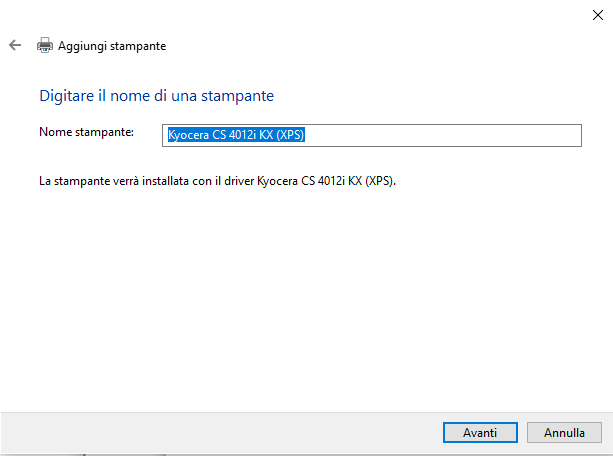 Aggiungi stampante
Digitare il nome di una stampante
Nome stampante: Kyocera CS 4012i KX (XPS)
La stampante verrà installata con il driver Kyocera CS 4012i KX (XPS).
Avanti Annulla